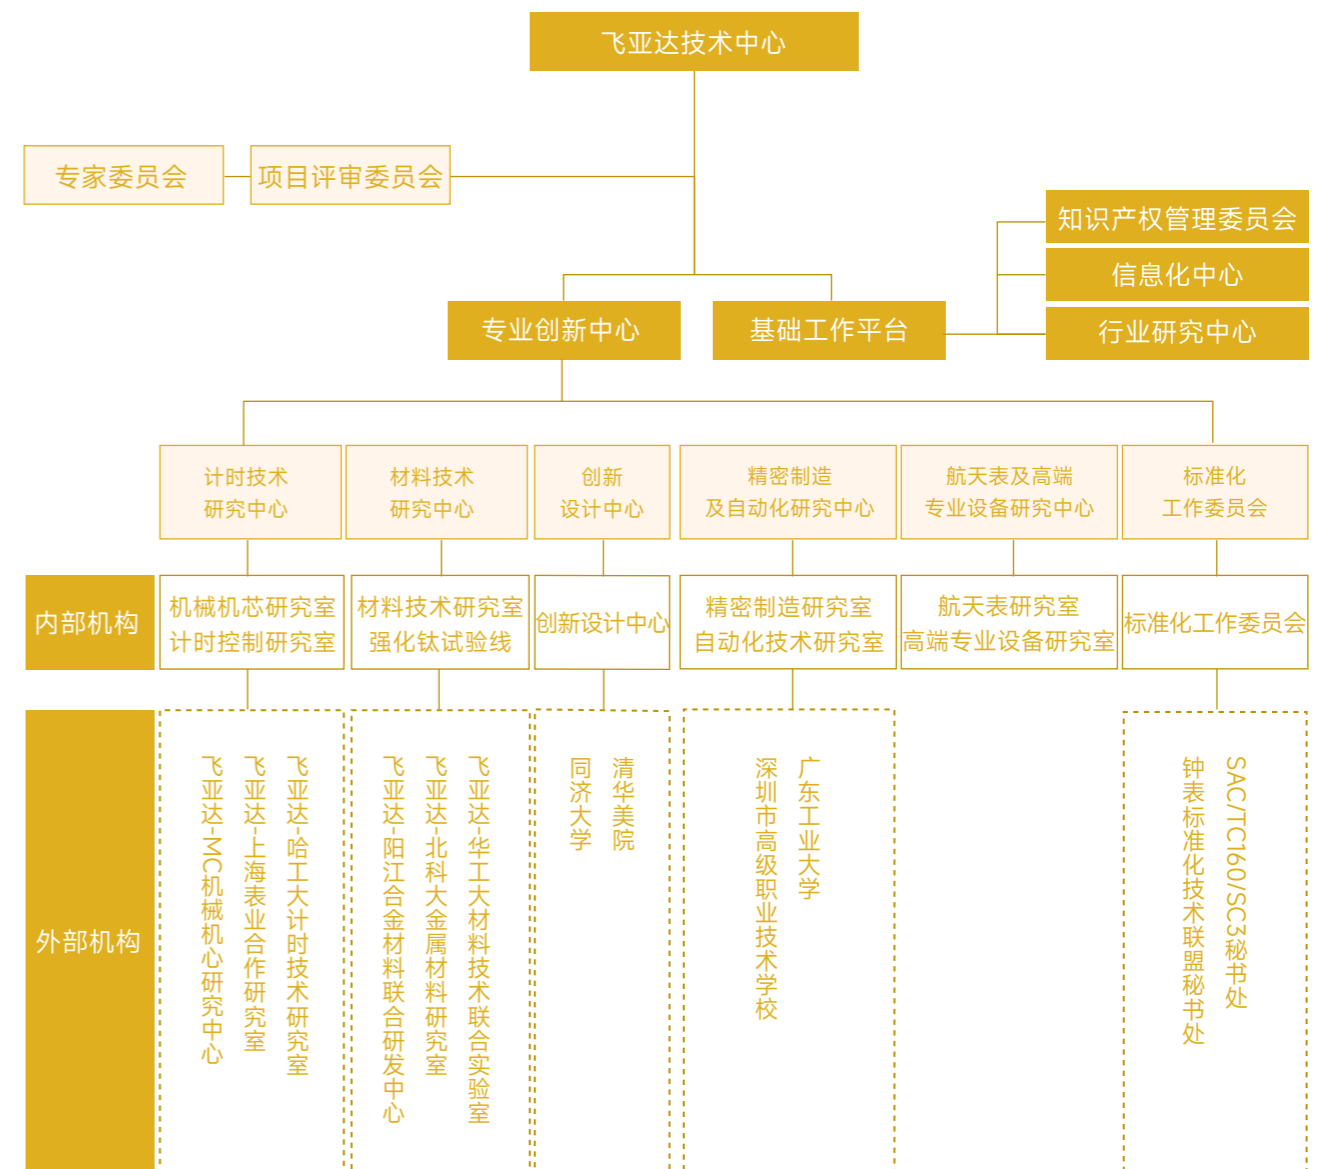 飞亚达技术中心
专家委员会
项目评审委员会
知识产权管理委员会
信息化中心
行业研究中心
专业创新中心
基础工作平台
计时技术
研究中心
材料技术
研究中心
创新
设计中心
精密制造
及自动化研究中心
航天表及高端
专业设备研究中心
标准化
工作委员会
内部机构
机械机芯研究室
计时控制研究室
材料技术研究室
强化钛试验线
创新设计中心
精密制造研究室
自动化技术研究室
航天表研究室
高端专业设备研究室
标准化工作委员会
外部机构
飞亚达-哈工大计时技术研究室
飞亚达-上海表业合作研究室
飞亚达-MC机械机心研究中心
飞亚达-华工大材料技术联合实验室
飞亚达-北科大金属材料研究室
飞亚达-阳江合金材料联合研发中心
清华美院
同济大学
广东工业大学
深圳市高级职业技术学校
SAC/TC160/SC3秘书处
钟表标准化技术联盟秘书处